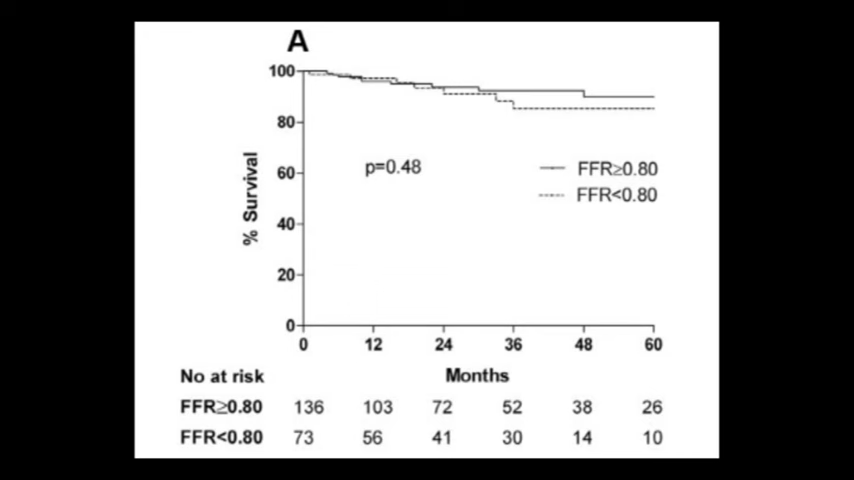 A
100
80
60
40
20
0
% Survival
p=0.48
FFR≥0.80
FFR<0.80
0 12 24 36 48 60
No at risk Months
FFR≥0.80 136 103 72 52 38 26
FFR<0.80 73 56 41 30 14 10